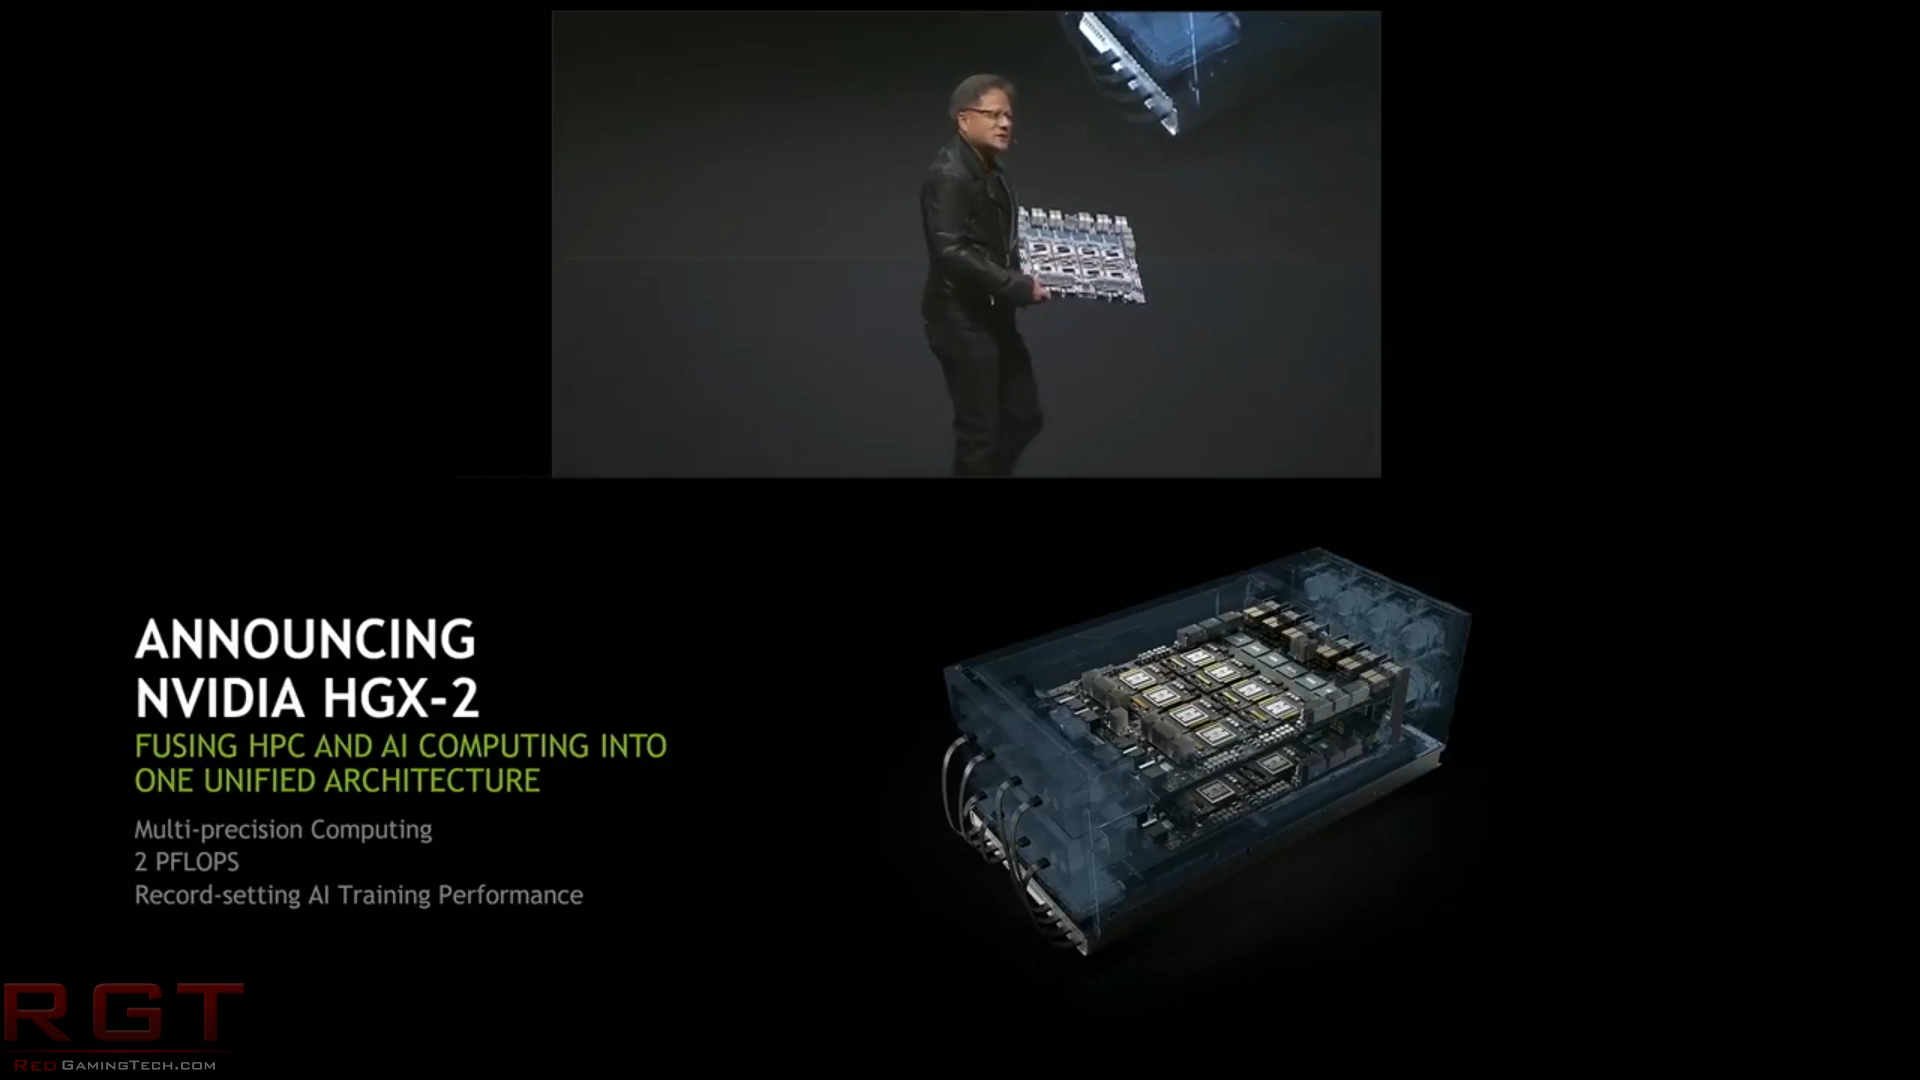 ANNOUNCING
NVIDIA HGX-2
FUSING HPC AND AI COMPUTING INTO
ONE UNIFIED ARCHITECTURE
Multi-precision Computing
2 PFLOPS
Record-setting AI Training Performance
RGT
REDGAMINGTECH.COM